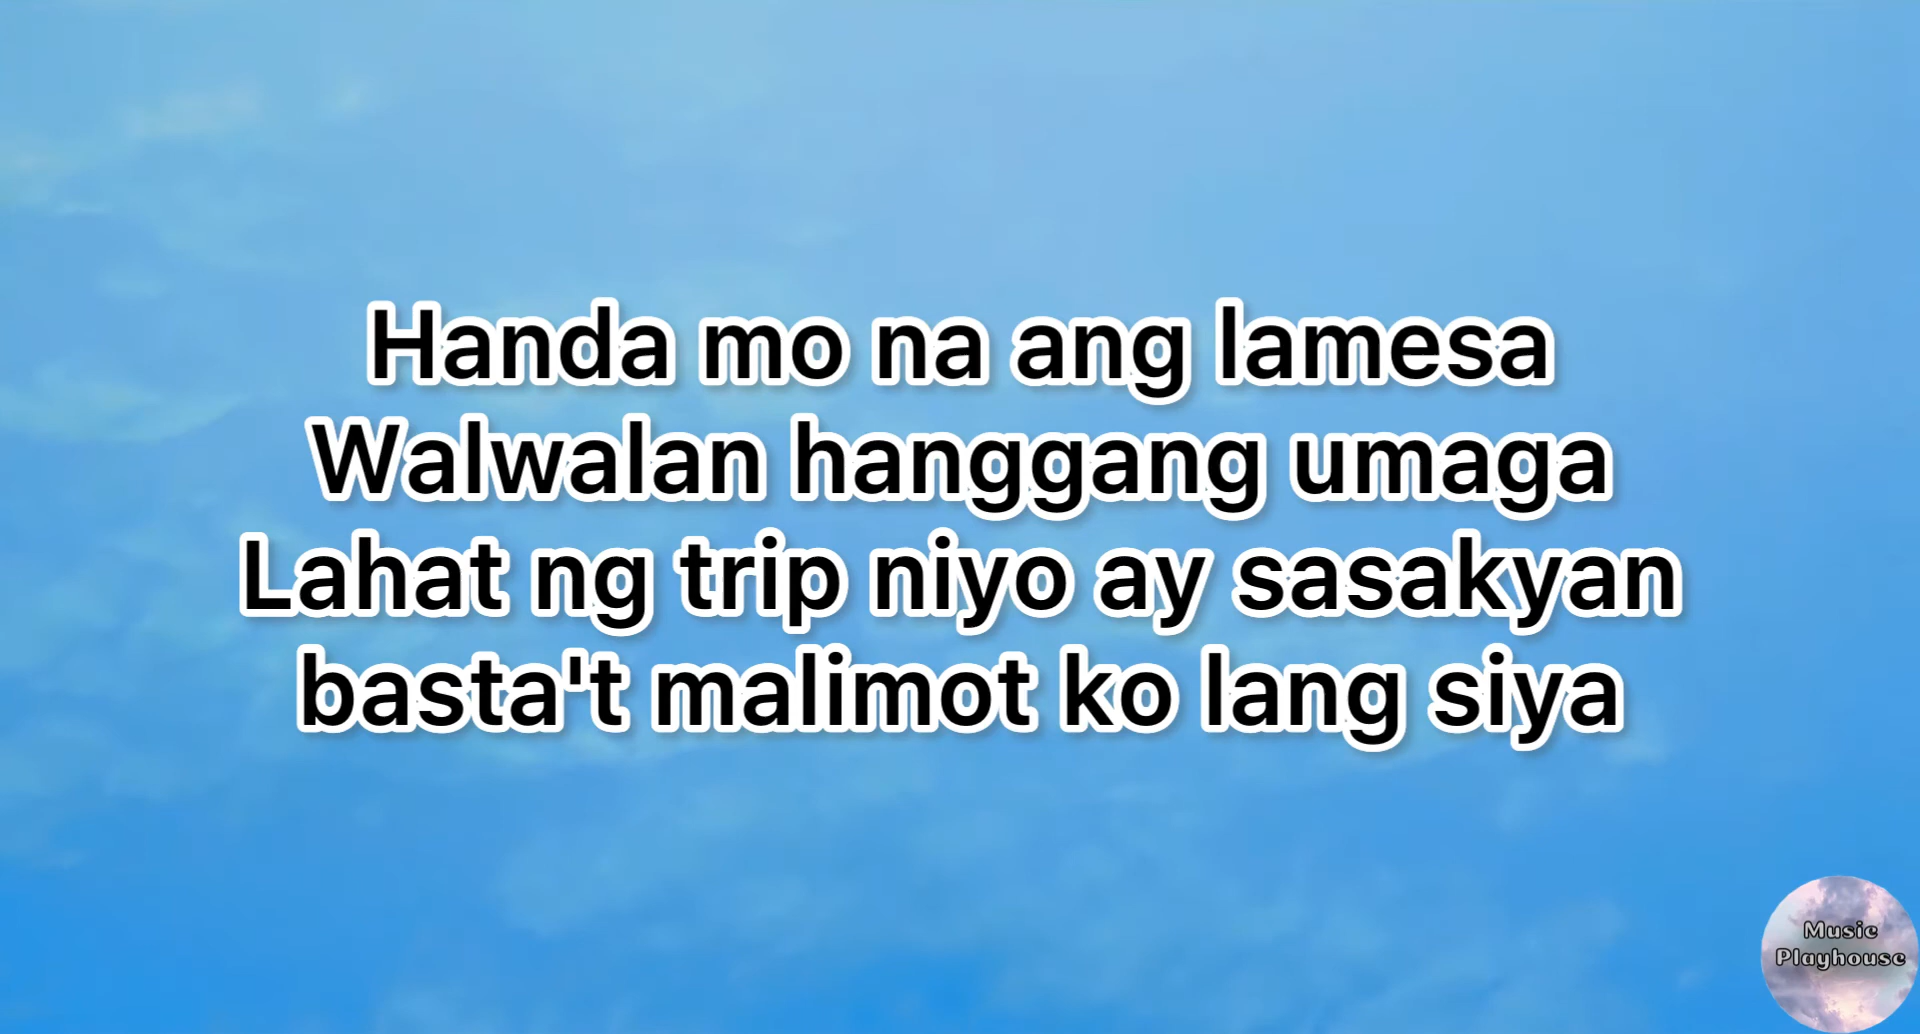 Handa mo na ang lamesa
Walwalan hanggang umaga
Lahat ng trip niyo ay sasakyan
basta't malimot ko lang siya
Music
Playhouse